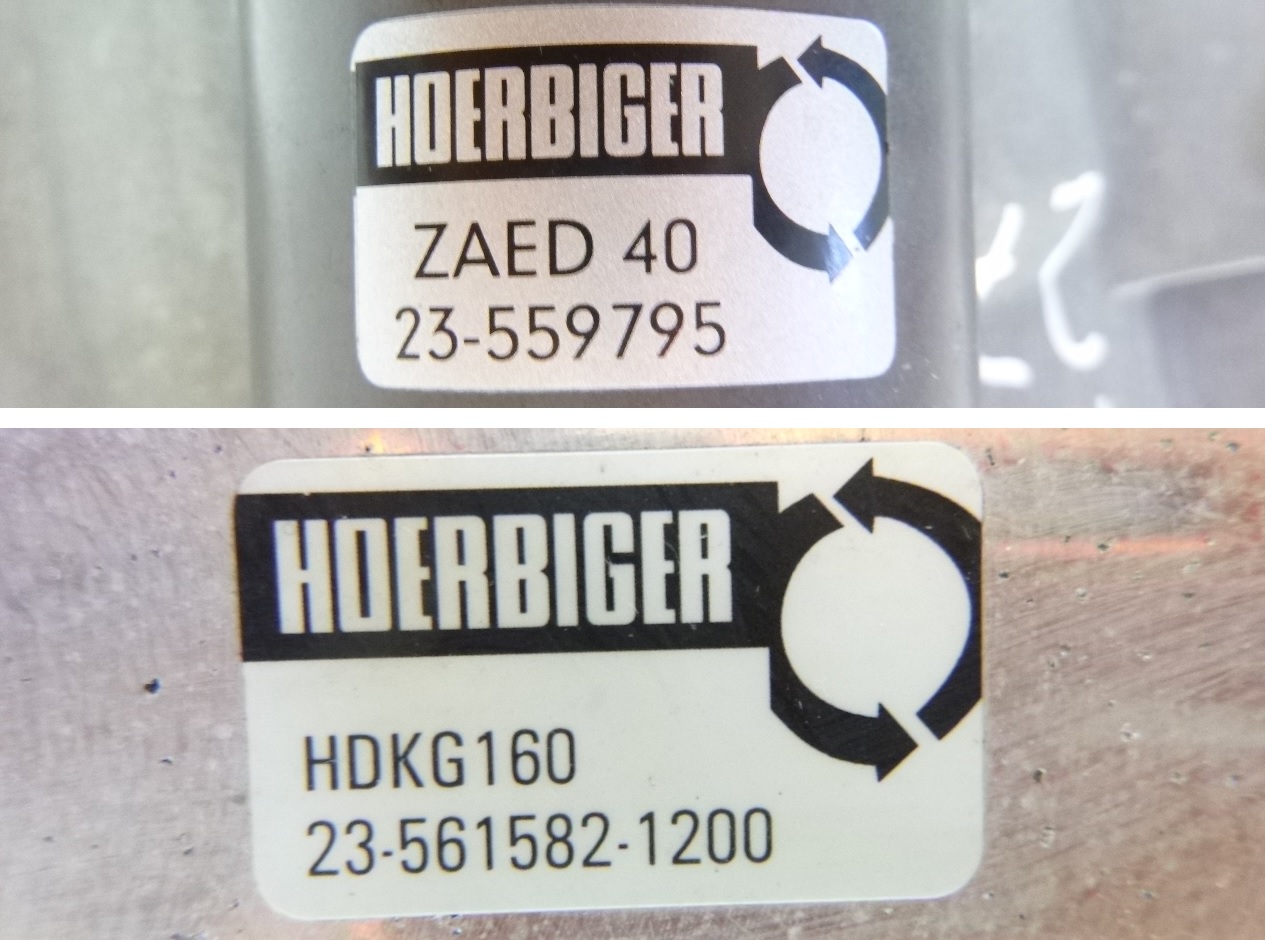 HOERBIGER
ZAED 40
23-559795
HOERBIGER
HDKG160
23-561582-1200